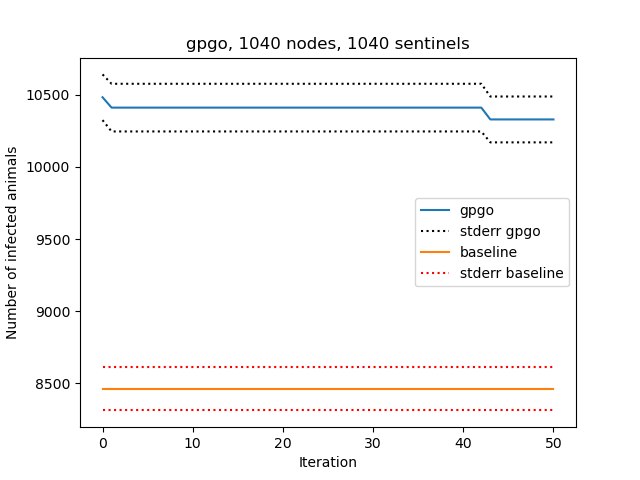 gpgo, 1040 nodes, 1040 sentinels
Number of infected animals
10500
10000
9500
9000
8500
gpgo
stderr gpgo
baseline
stderr baseline
0 10 20 30 40 50
Iteration